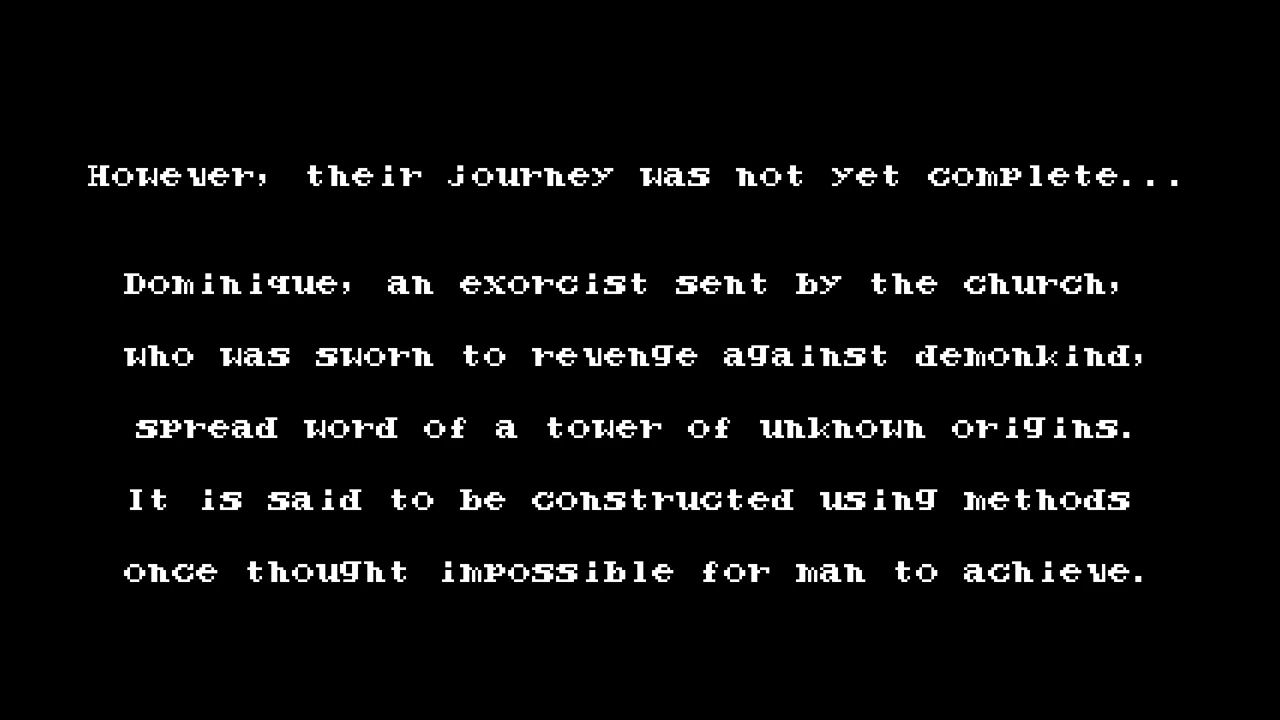 However, their journey was not yet complete...
Dominique, an exorcist sent by the church,
who was sworn to revenge against demonkind,
spread word of a tower of unknown origins.
It is said to be constructed using methods
once thought impossible for man to achieve.